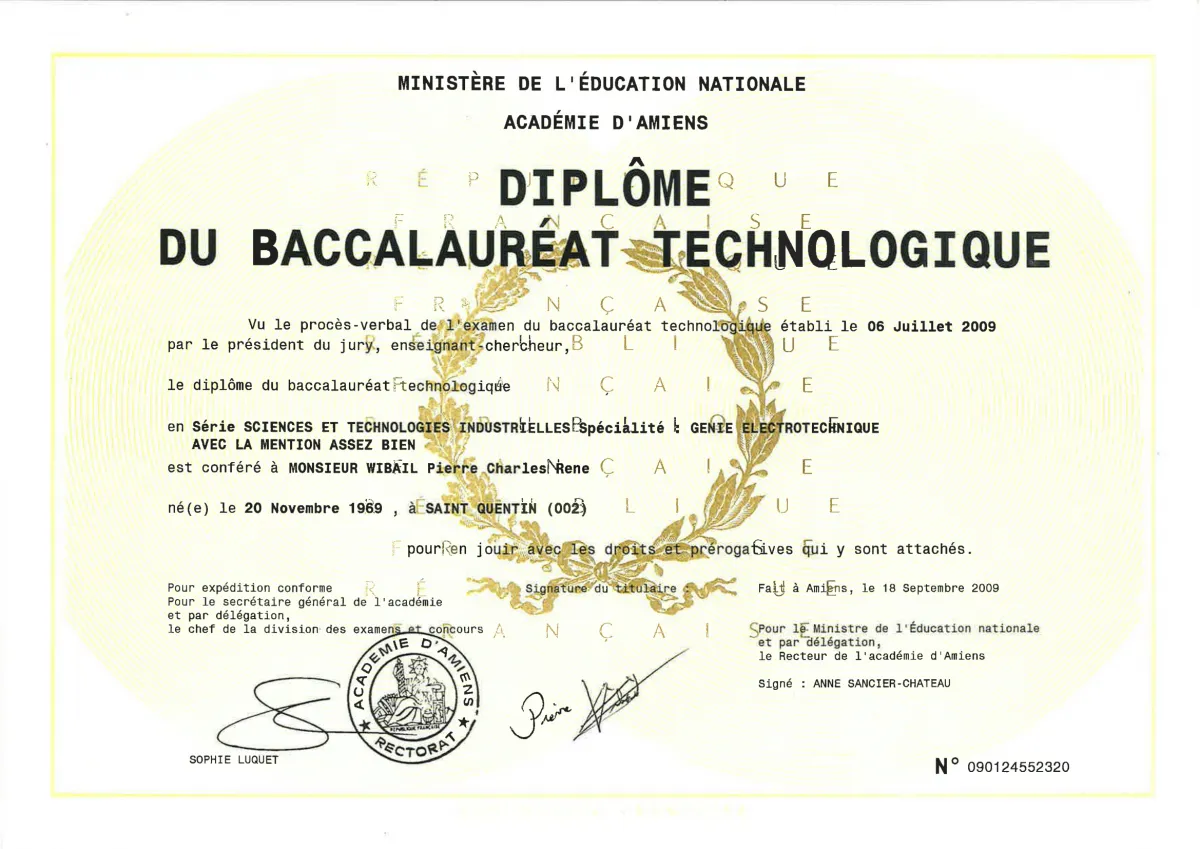 MINISTÈRE DE L'ÉDUCATION NATIONALE
ACADÉMIE D'AMIENS
RÉPUBLIQUE
DIPLÔME
FRANÇAISE
DU BACCALAURÉAT TECHNOLOGIQUE
FRANÇAISE
Vu le procès-verbal de l'examen du baccalauréat technologique établi le 06 Juillet 2009
par le président du jury, enseignant-chercheur,
le diplôme du baccalauréat technologique
en Série SCIENCES ET TECHNOLOGIES INDUSTRIELLES Spécialité : GENIE ELECTROTECHNIQUE
AVEC LA MENTION ASSEZ BIEN
est conféré à MONSIEUR WIBAIL Pierre Charles Rene
né(e) le 20 Novembre 1969 , à SAINT QUENTIN (002)
pour en jouir avec les droits et prérogatives qui y sont attachés.
Pour expédition conforme
Pour le secrétaire général de l'académie
et par délégation,
le chef de la division des examens et concours
Signature du titulaire :
Fait à Amiens, le 18 Septembre 2009
Pour le Ministre de l'Éducation nationale
et par délégation,
le Recteur de l'académie d'Amiens
Signé : ANNE SANCIER-CHATEAU
ACADÉMIE D'AMIENS
RÉPUBLIQUE FRANÇAISE
★ RECTORAT ★
Pierre
SOPHIE LUQUET
N° 090124552320